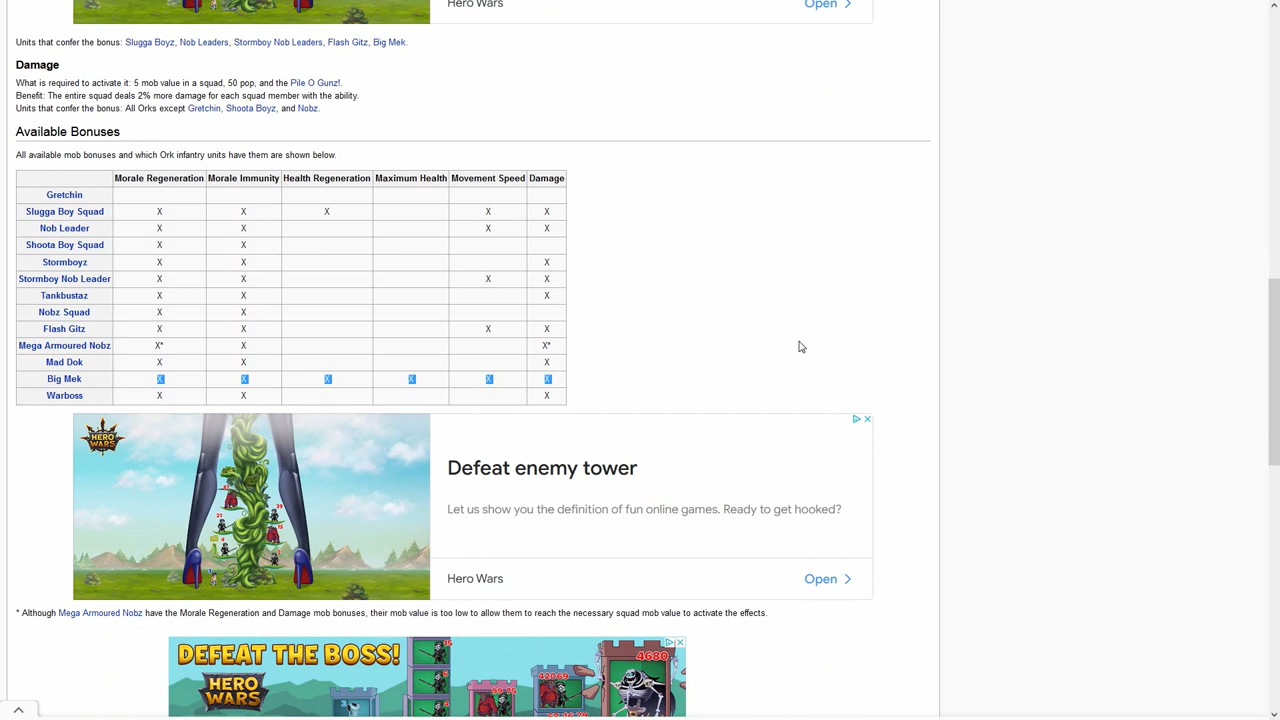 Hero Wars
Open
Units that confer the bonus: Slugga Boyz, Nob Leaders, Stormboy Nob Leaders, Flash Gitz, Big Mek.
Damage
What is required to activate it: 5 mob value in a squad, 50 pop, and the Pile O Gunz!.
Benefit: The entire squad deals 2% more damage for each squad member with the ability.
Units that confer the bonus: All Orks except Gretchin, Shoota Boyz, and Nobz.
Available Bonuses
All available mob bonuses and which Ork infantry units have them are shown below.
Morale Regeneration Morale Immunity Health Regeneration Maximum Health Movement Speed Damage
Gretchin
Slugga Boy Squad X X X X X
Nob Leader X X X X
Shoota Boy Squad X X
Stormboyz X X X
Stormboy Nob Leader X X X X
Tankbustaz X X X
Nobz Squad X X
Flash Gitz X X X X
Mega Armoured Nobz X* X X*
Mad Dok X X X
Big Mek X X X X X X
Warboss X X X
HERO
WARS
Defeat enemy tower
Let us show you the definition of fun online games. Ready to get hooked?
Hero Wars
Open
* Although Mega Armoured Nobz have the Morale Regeneration and Damage mob bonuses, their mob value is too low to allow them to reach the necessary squad mob value to activate the effects.
DEFEAT THE BOSS!
HERO
WARS
4680